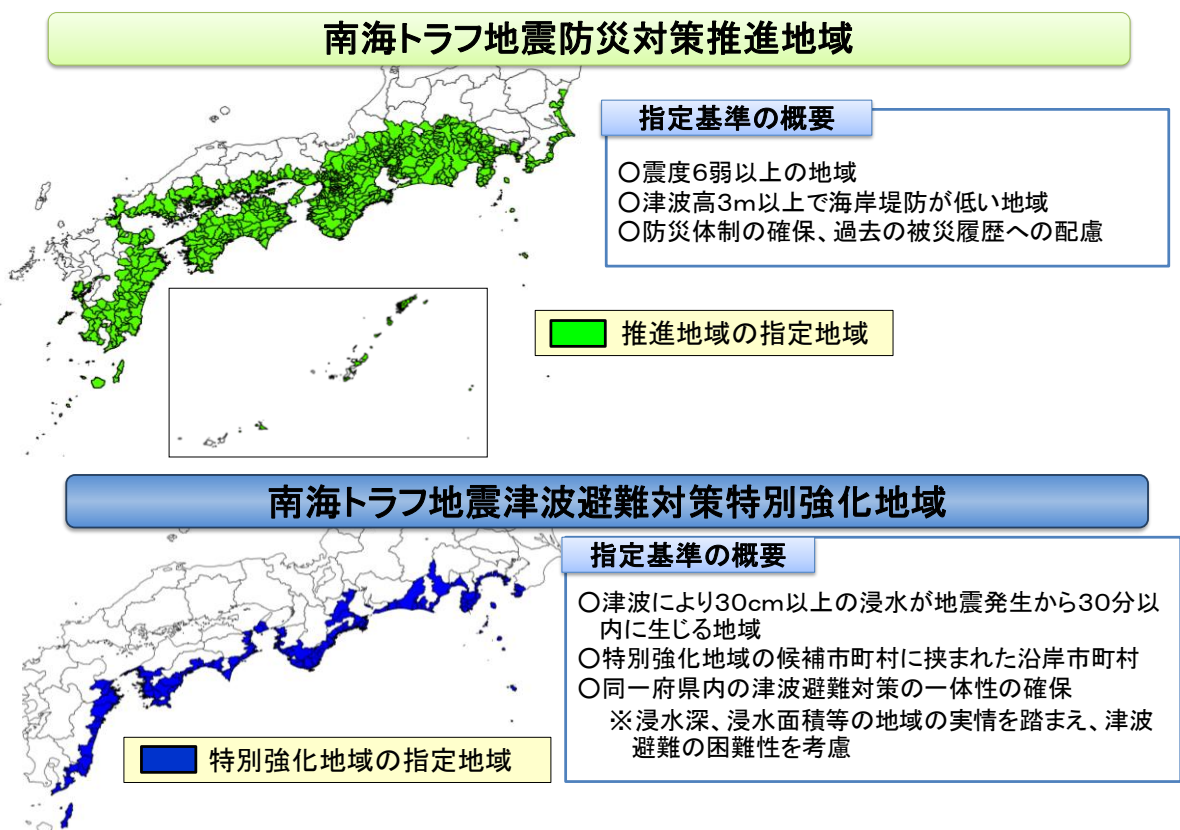 南海トラフ地震防災対策推進地域
指定基準の概要
○震度6弱以上の地域
○津波高3m以上で海岸堤防が低い地域
○防災体制の確保、過去の被災履歴への配慮
推進地域の指定地域
南海トラフ地震津波避難対策特別強化地域
指定基準の概要
○津波により30cm以上の浸水が地震発生から30分以
内に生じる地域
○特別強化地域の候補市町村に挟まれた沿岸市町村
○同一府県内の津波避難対策の一体性の確保
※浸水深、浸水面積等の地域の実情を踏まえ、津波
避難の困難性を考慮
特別強化地域の指定地域